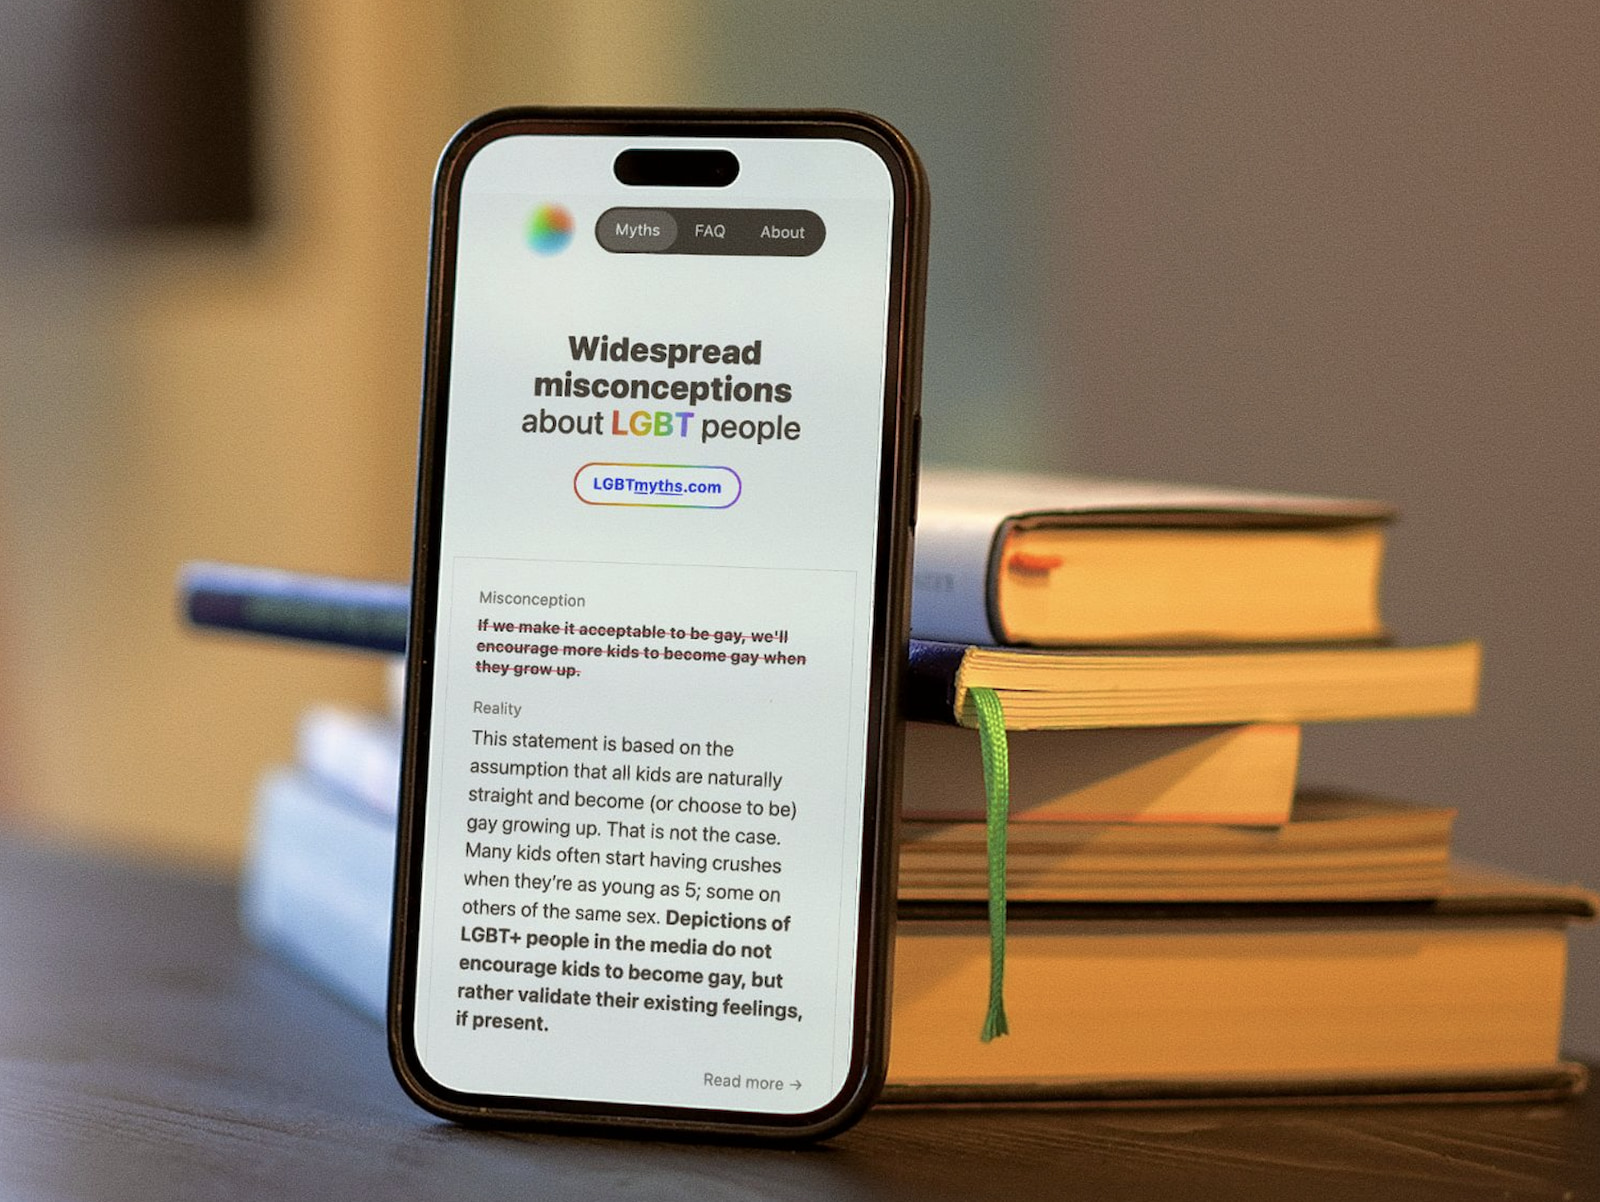 Myths FAQ About
Widespread
misconceptions
about LGBT people
LGBTmyths.com
Misconception
If we make it acceptable to be gay, we'll
encourage more kids to become gay when
they grow up.
Reality
This statement is based on the
assumption that all kids are naturally
straight and become (or choose to be)
gay growing up. That is not the case.
Many kids often start having crushes
when they’re as young as 5; some on
others of the same sex. Depictions of
LGBT+ people in the media do not
encourage kids to become gay, but
rather validate their existing feelings,
if present.
Read more →